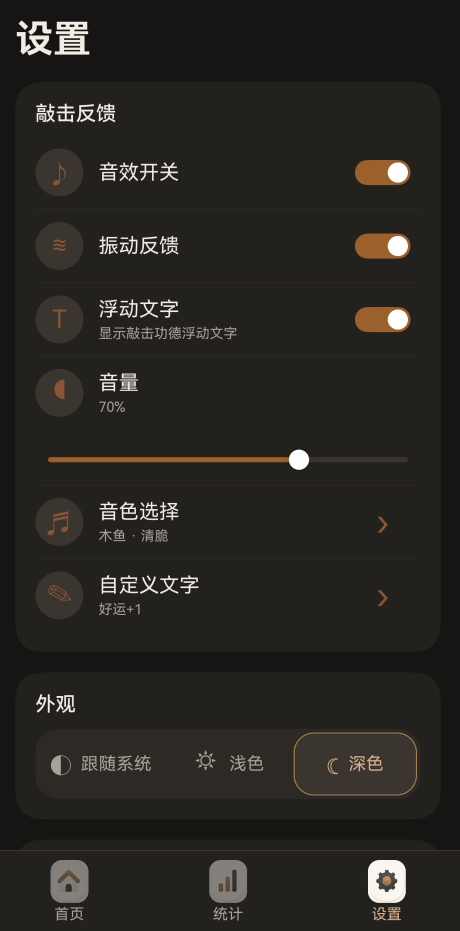 设置
敲击反馈
音效开关
振动反馈
T
浮动文字
显示敲击功德浮动文字
音量
70%
音色选择
木鱼 · 清脆
自定义文字
好运+1
外观
跟随系统
浅色
深色
首页
统计
设置